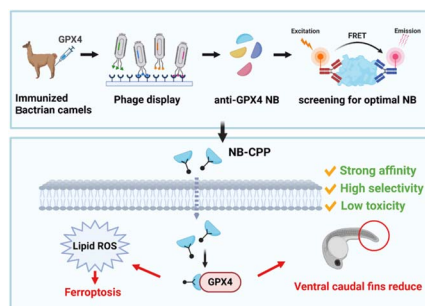 GPX4
Excitation
FRET
Emission
Immunized
Bactrian camels
Phage display
anti-GPX4 NB
screening for optimal NB
NB-CPP
Strong affinity
High selectivity
Low toxicity
Lipid ROS
GPX4
Ferroptosis
Ventral caudal fins reduce